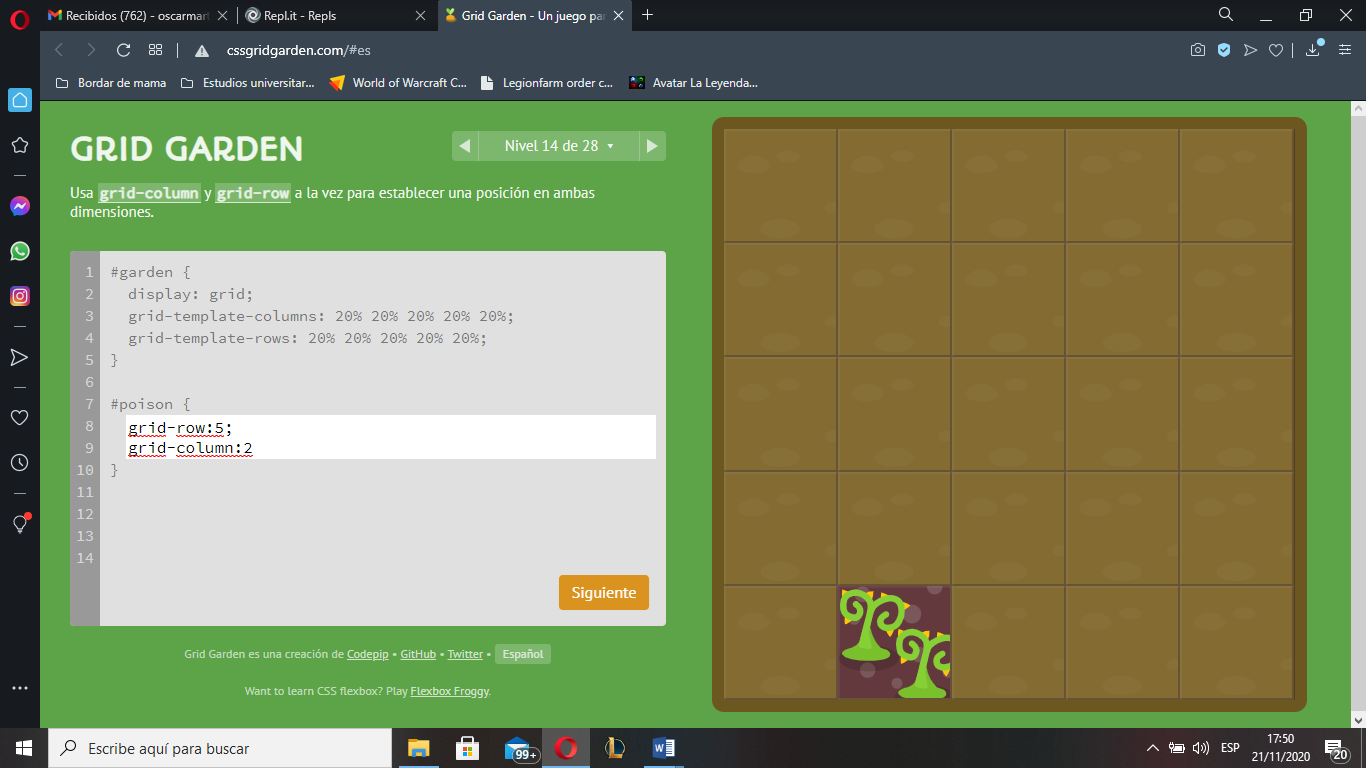 Recibidos (762) - oscarmar
Repl.it - Repls
Grid Garden - Un juego par
cssgridgarden.com/#es
Bordar de mama
Estudios universitar...
World of Warcraft C...
Legionfarm order c...
Avatar La Leyenda...
GRID GARDEN
Nivel 14 de 28
Usa grid-column y grid-row a la vez para establecer una posición en ambas
dimensiones.
1 #garden {
2 display: grid;
3 grid-template-columns: 20% 20% 20% 20% 20%;
4 grid-template-rows: 20% 20% 20% 20% 20%;
5 }
6
7 #poison {
8 grid-row:5;
9 grid-column:2
10 }
11
12
13
14
Siguiente
Grid Garden es una creación de Codepip • GitHub • Twitter • Español
Want to learn CSS flexbox? Play Flexbox Froggy.
Escribe aquí para buscar
99+
ESP
17:50
21/11/2020
20